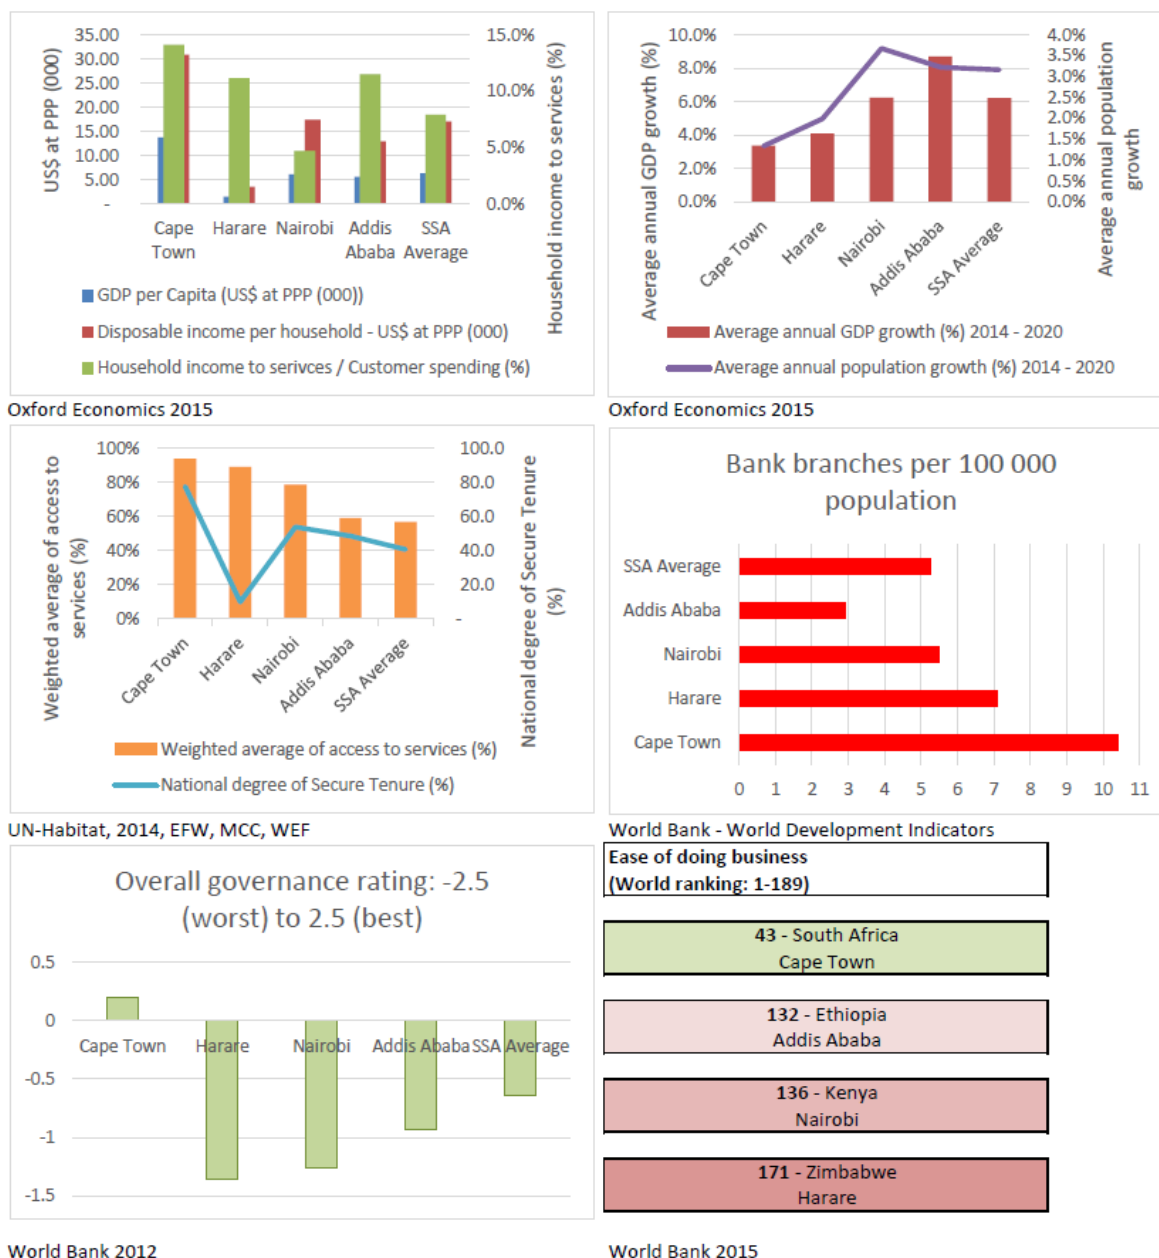 35.00
30.00
25.00
20.00
15.00
10.00
5.00
-
US$ at PPP (000)
15.0%
10.0%
5.0%
0.0%
Household income to services (%)
Cape Town
Harare
Nairobi
Addis Ababa
SSA Average
GDP per Capita (US$ at PPP (000))
Disposable income per household - US$ at PPP (000)
Household income to serivces / Customer spending (%)
Oxford Economics 2015
10.0%
8.0%
6.0%
4.0%
2.0%
0.0%
Average annual GDP growth (%)
4.0%
3.5%
3.0%
2.5%
2.0%
1.5%
1.0%
0.5%
0.0%
Average annual population growth
Cape Town
Harare
Nairobi
Addis Ababa
SSA Average
Average annual GDP growth (%) 2014 - 2020
Average annual population growth (%) 2014 - 2020
Oxford Economics 2015
100%
80%
60%
40%
20%
0%
Weighted average of access to services (%)
100.0
80.0
60.0
40.0
20.0
-
National degree of Secure Tenure (%)
Cape Town
Harare
Nairobi
Addis Ababa
SSA Average
Weighted average of access to services (%)
National degree of Secure Tenure (%)
UN-Habitat, 2014, EFW, MCC, WEF
Bank branches per 100 000
population
SSA Average
Addis Ababa
Nairobi
Harare
Cape Town
0 1 2 3 4 5 6 7 8 9 10 11
World Bank - World Development Indicators
Overall governance rating: -2.5
(worst) to 2.5 (best)
0.5
0
-0.5
-1
-1.5
Cape Town
Harare
Nairobi
Addis Ababa
SSA Average
World Bank 2012
Ease of doing business
(World ranking: 1-189)
43 - South Africa
Cape Town
132 - Ethiopia
Addis Ababa
136 - Kenya
Nairobi
171 - Zimbabwe
Harare
World Bank 2015